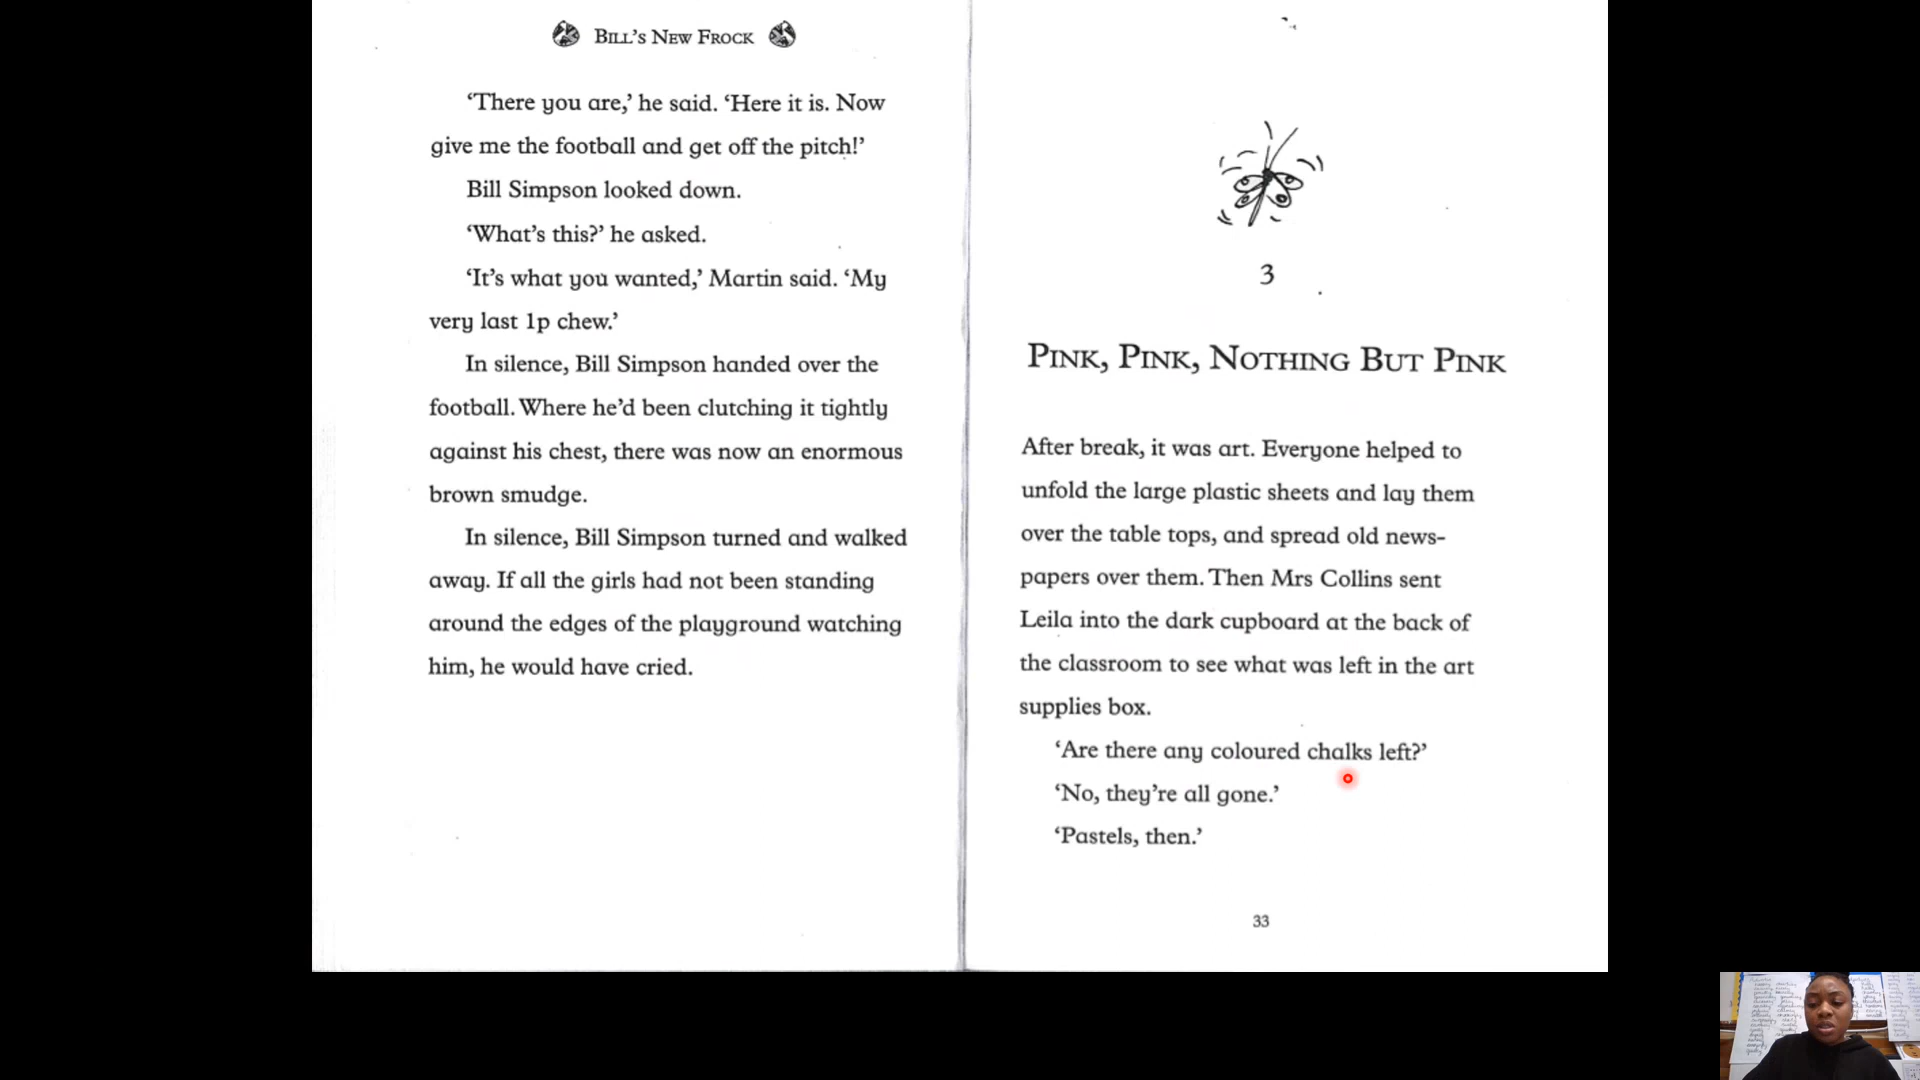 BILL'S NEW FROCK
'There you are,' he said. 'Here it is. Now
give me the football and get off the pitch!'
Bill Simpson looked down.
'What's this?' he asked.
'It's what you wanted,' Martin said. 'My
very last 1p chew.'
In silence, Bill Simpson handed over the
football. Where he'd been clutching it tightly
against his chest, there was now an enormous
brown smudge.
In silence, Bill Simpson turned and walked
away. If all the girls had not been standing
around the edges of the playground watching
him, he would have cried.
3
PINK, PINK, NOTHING BUT PINK
After break, it was art. Everyone helped to
unfold the large plastic sheets and lay them
over the table tops, and spread old news-
papers over them. Then Mrs Collins sent
Leila into the dark cupboard at the back of
the classroom to see what was left in the art
supplies box.
'Are there any coloured chalks left?'
'No, they're all gone.'
'Pastels, then.'
33